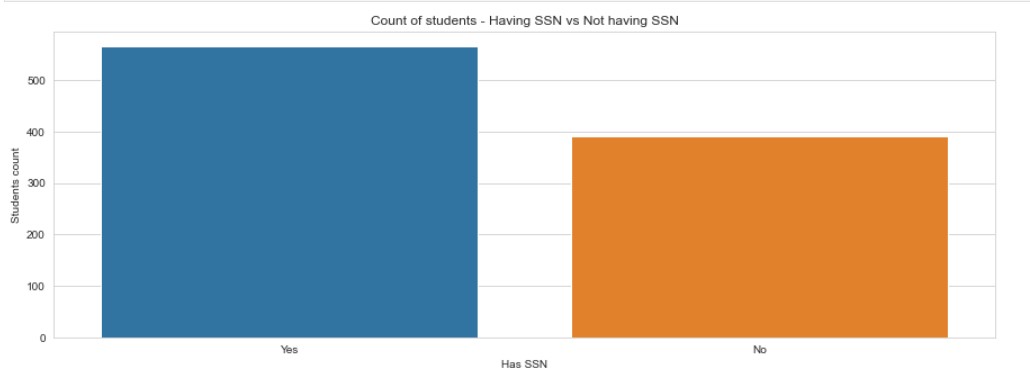 Count of students - Having SSN vs Not having SSN
Students count
500
400
300
200
100
0
Yes
No
Has SSN